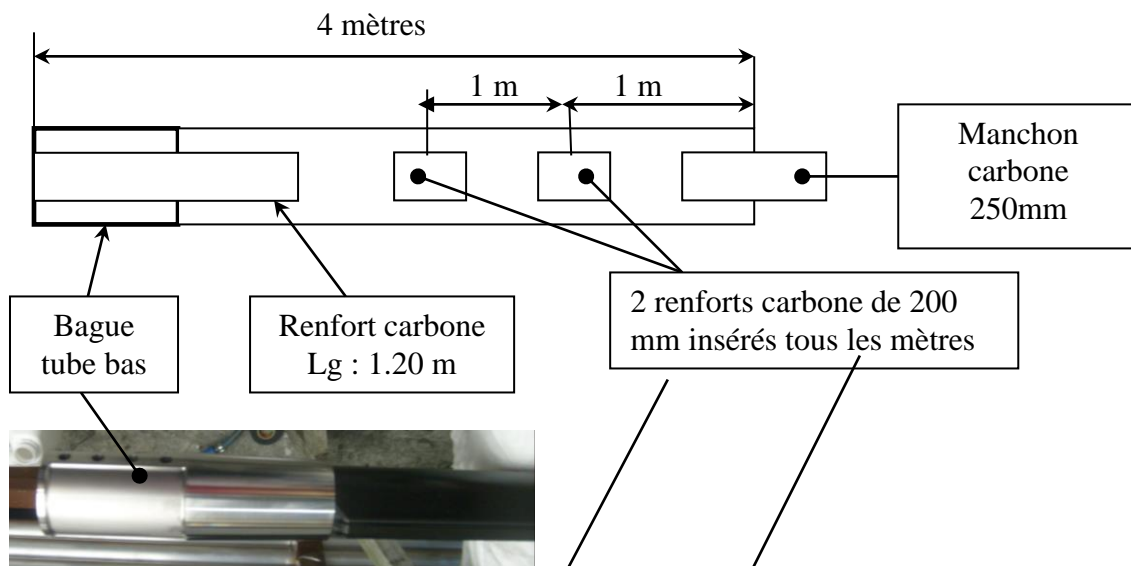 4 mètres
1 m
1 m
Manchon
carbone
250mm
Bague
tube bas
Renfort carbone
Lg : 1.20 m
2 renforts carbone de 200
mm insérés tous les mètres